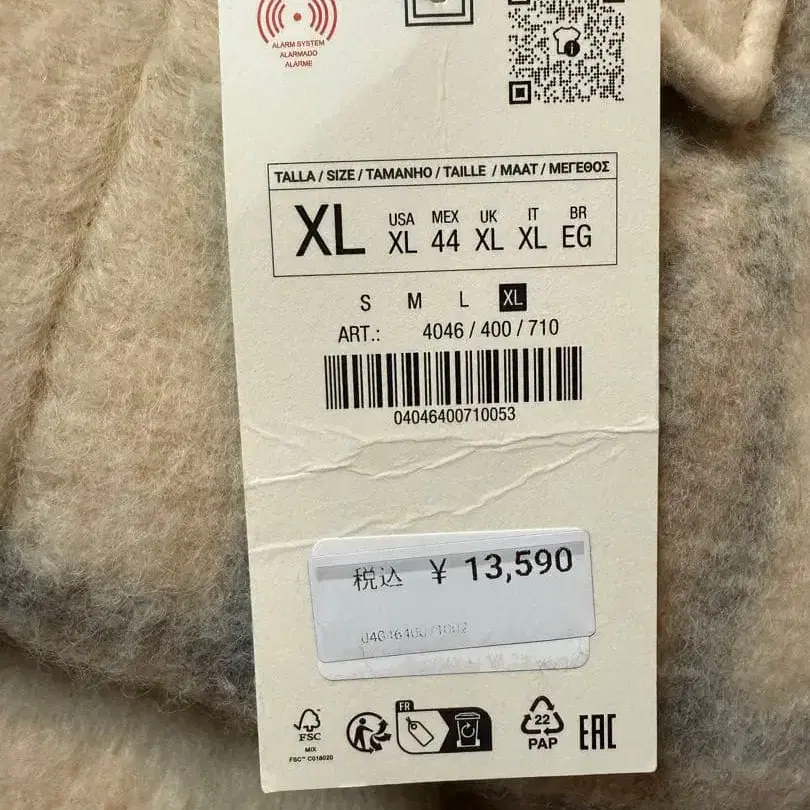 ALARM SYSTEM
ALARMADO
ALARME
TALLA / SIZE / TAMANHO / TAILLE / MAAT / ΜΕΓΕΘΟΣ
XL
USA MEX UK IT BR
XL 44 XL XL EG
S M L XL
ART.: 4046 / 400 / 710
04046400710053
税込 ¥ 13,590
FR
FSC
MIX
FSC™ C018020
22
PAP
EAC